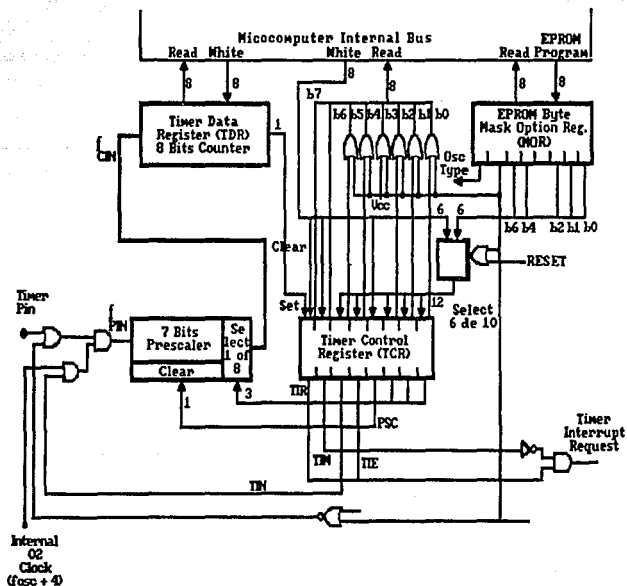 Micocomputer Internal Bus
EPROM
Read White
White Read
Read Program
8 8
8 8
8 8
b7
b6 b5 b4 b3 b2 b1 b0
Timer Data
Register (TDR)
8 Bits Counter
1
EPROM Byte
Mask Option Reg.
(MOR)
f CIN
Osc
Type
Vcc
6 6
b6 b4 b2 b1 b0
Clear
RESET
Timer
Pin
f PIN
Set
12
Select
6 de 10
7 Bits
Prescaler
Se
lect
1 of
8
Clear
Timer Control
Register (TCR)
1 3
TIR
PSC
TIM
TIE
TIN
Timer
Interrupt
Request
Internal
O2
Clock
(fosc + 4)